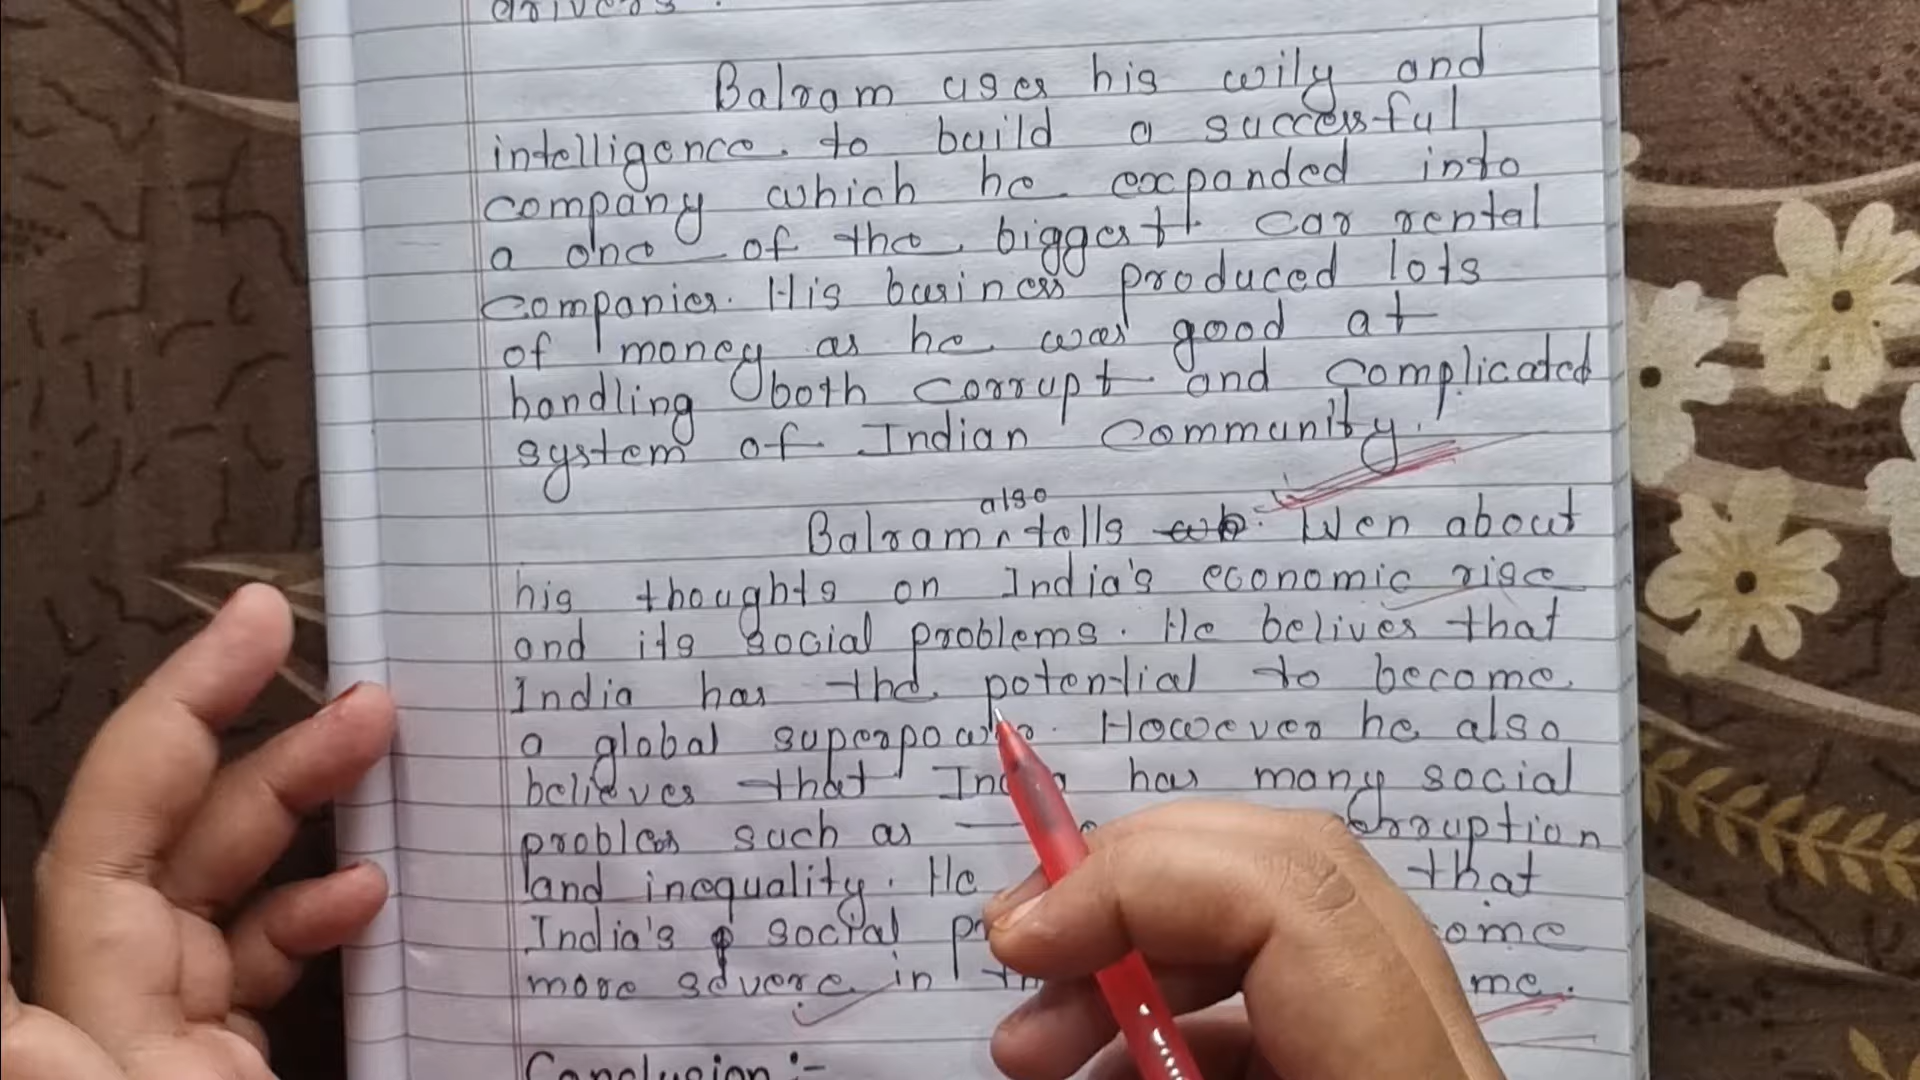 drivers.
Balram uses his wily and
intelligence to build a successful
company which he expanded into
a one of the biggest car rental
companies. His business produced lots
of money as he was good at
handling both corrupt and complicated
system of Indian Community.
also
Balram tells Wen about
his thoughts on India's economic rise
and its social problems. He belives that
India has the potential to become
a global superpower. However he also
believes that India has many social
problems such as corruption
and inequality. He that
India's social
more in
Conclusion :-